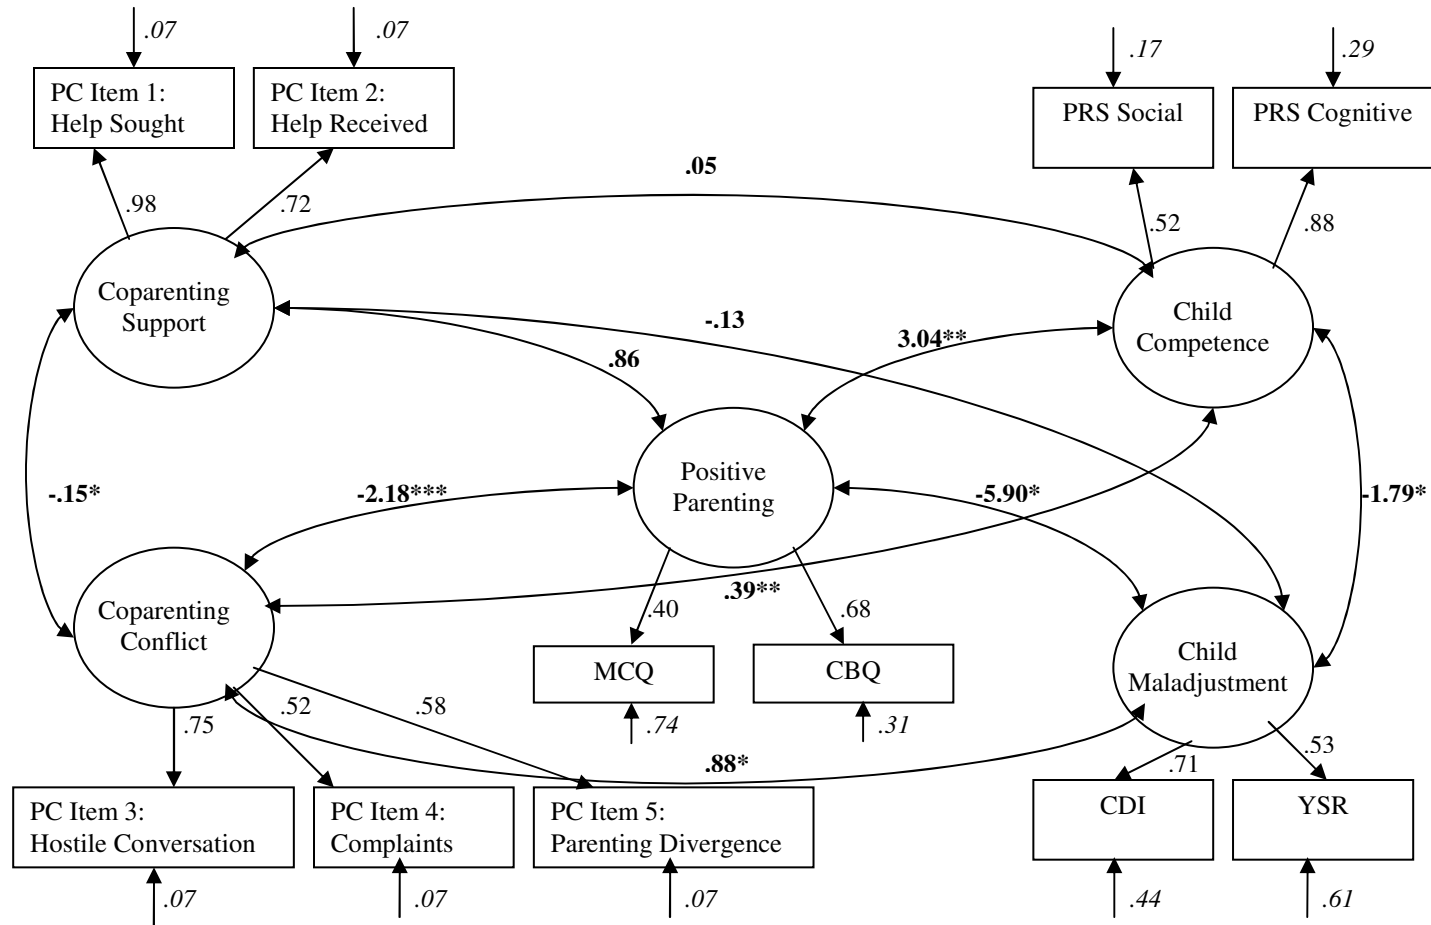 .07
.07
.17
.29
PC Item 1:
Help Sought
PC Item 2:
Help Received
PRS Social
PRS Cognitive
.05
.98
.72
.52
.88
Coparenting
Support
Child
Competence
-.13
3.04**
.86
Positive
Parenting
-.15*
-2.18***
-5.90*
-1.79*
Coparenting
Conflict
.39**
.40
.68
Child
Maladjustment
MCQ
CBQ
.75
.52
.58
.74
.31
.88*
.71
.53
PC Item 3:
Hostile Conversation
PC Item 4:
Complaints
PC Item 5:
Parenting Divergence
CDI
YSR
.07
.07
.07
.44
.61